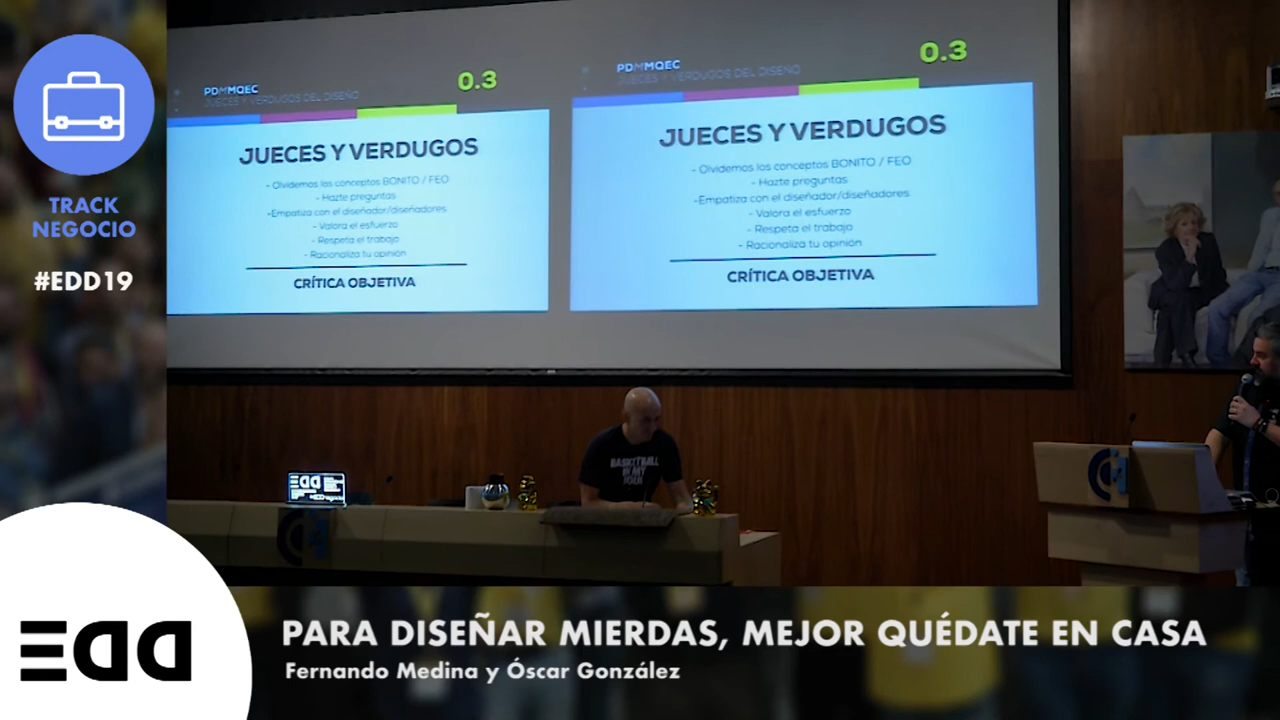 TRACK
NEGOCIO
#EDD19
PDMMQEC
JUECES Y VERDUGOS DEL DISEÑO
0.3
JUECES Y VERDUGOS
- Olvidemos los conceptos BONITO / FEO
- Hazte preguntas
-Empatiza con el diseñador/diseñadores
- Valora el esfuerzo
- Respeta el trabajo
- Racionaliza tu opinión
CRÍTICA OBJETIVA
PDMMQEC
JUECES Y VERDUGOS DEL DISEÑO
0.3
JUECES Y VERDUGOS
- Olvidemos los conceptos BONITO / FEO
- Hazte preguntas
-Empatiza con el diseñador/diseñadores
- Valora el esfuerzo
- Respeta el trabajo
- Racionaliza tu opinión
CRÍTICA OBJETIVA
BASKETBALL
IN MY
EDD
EDD
PARA DISEÑAR MIERDAS, MEJOR QUÉDATE EN CASA
Fernando Medina y Óscar González